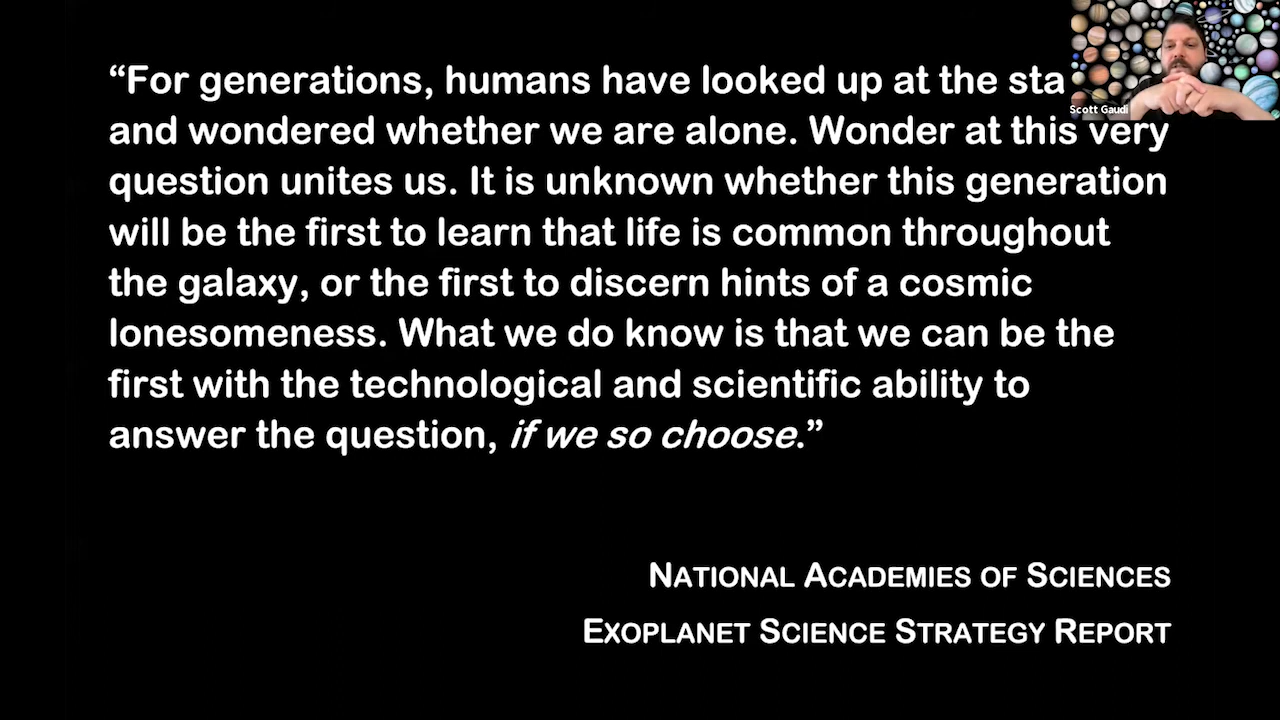 “For generations, humans have looked up at the
and wondered whether we are alone. Wonder at this very
question unites us. It is unknown whether this generation
will be the first to learn that life is common throughout
the galaxy, or the first to discern hints of a cosmic
lonesomeness. What we do know is that we can be the
first with the technological and scientific ability to
answer the question, if we so choose.”
NATIONAL ACADEMIES OF SCIENCES
EXOPLANET SCIENCE STRATEGY REPORT
Scott Gaudi